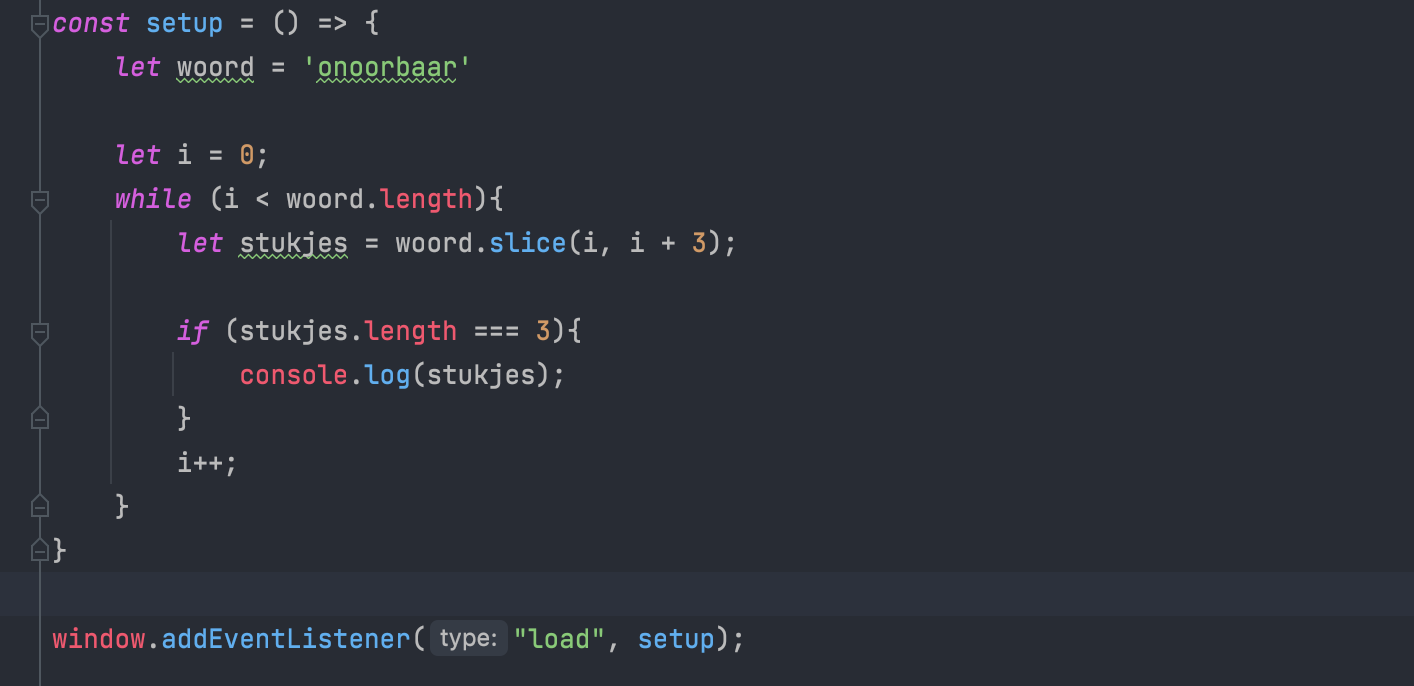 const setup = () => {
    let woord = 'onoorbaar'

    let i = 0;
    while (i < woord.length){
        let stukjes = woord.slice(i, i + 3);

        if (stukjes.length === 3){
            console.log(stukjes);
        }
        i++;
    }
}

window.addEventListener( type: "load", setup);